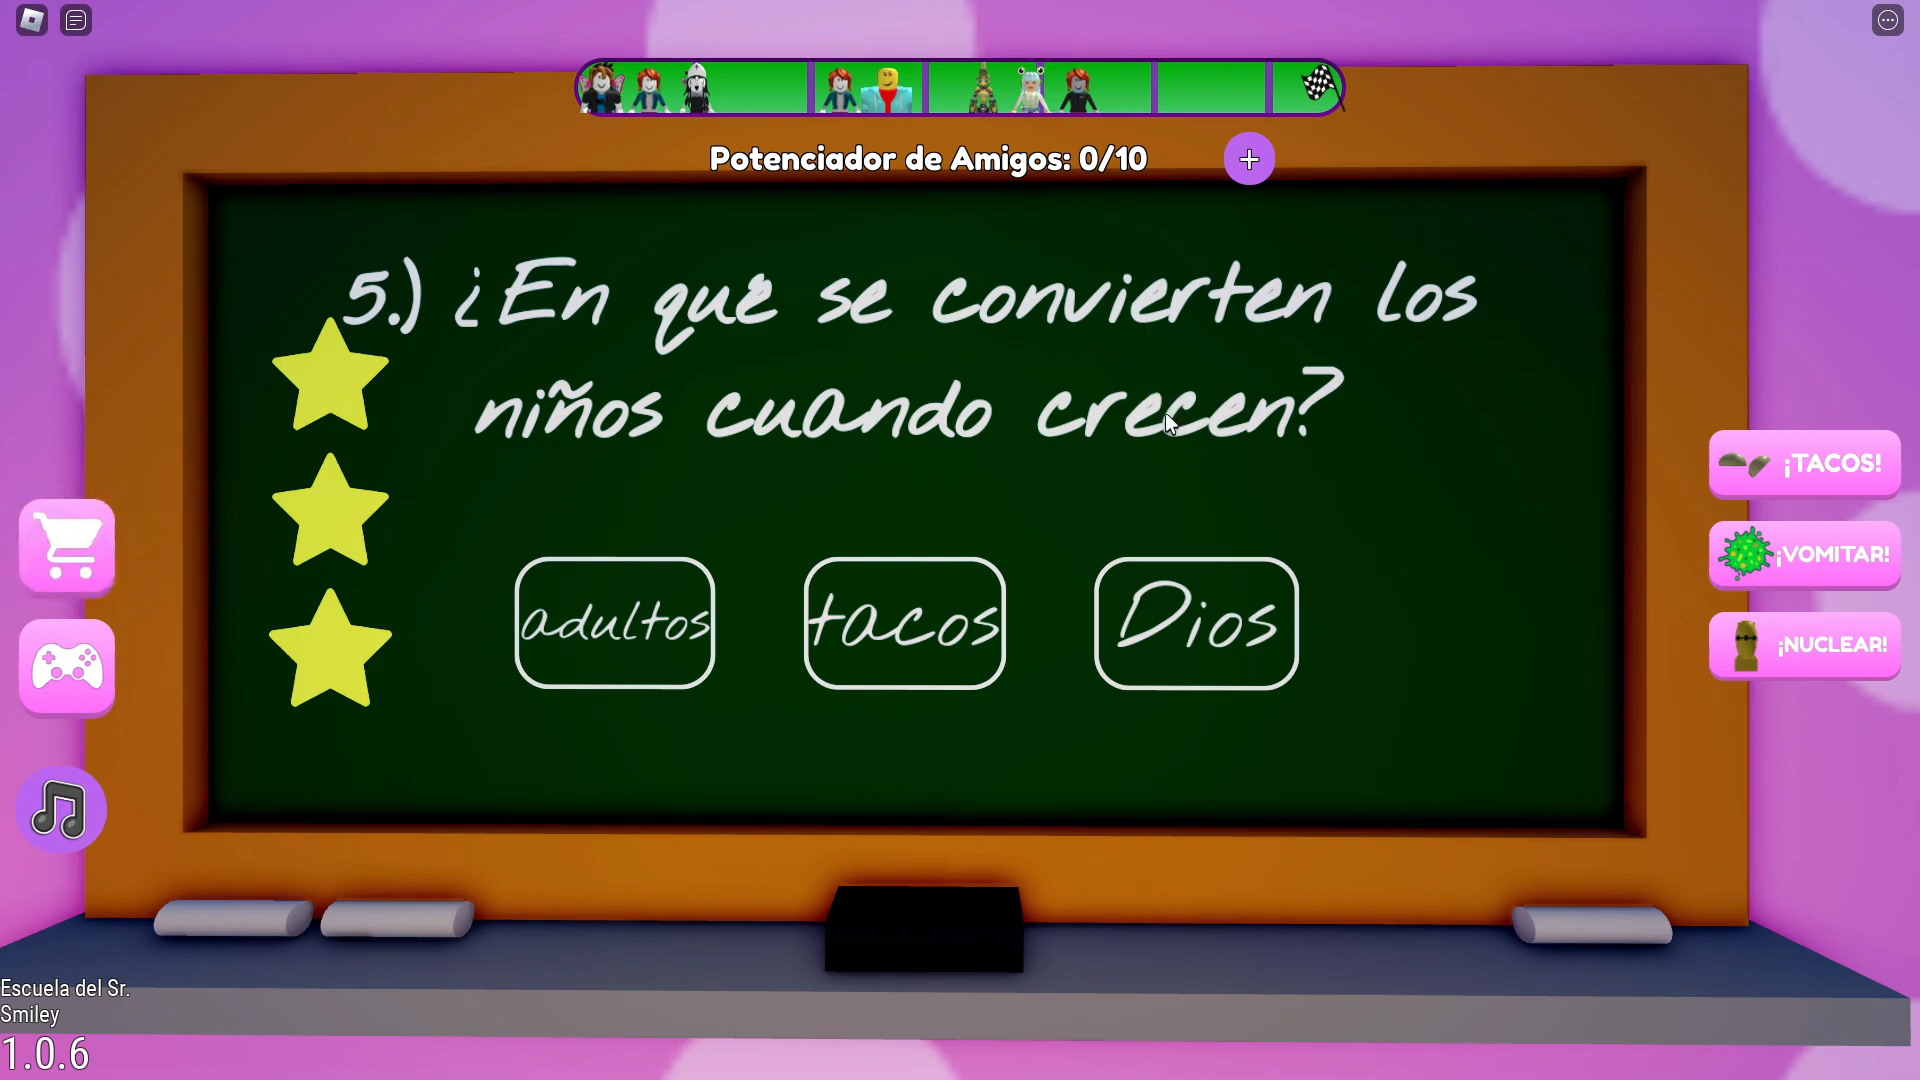 Potenciador de Amigos: 0/10
+
5.) ¿En qué se convierten los
niños cuando crecen?
adultos
tacos
Dios
¡TACOS!
¡VOMITAR!
¡NUCLEAR!
Escuela del Sr.
Smiley
1.0.6